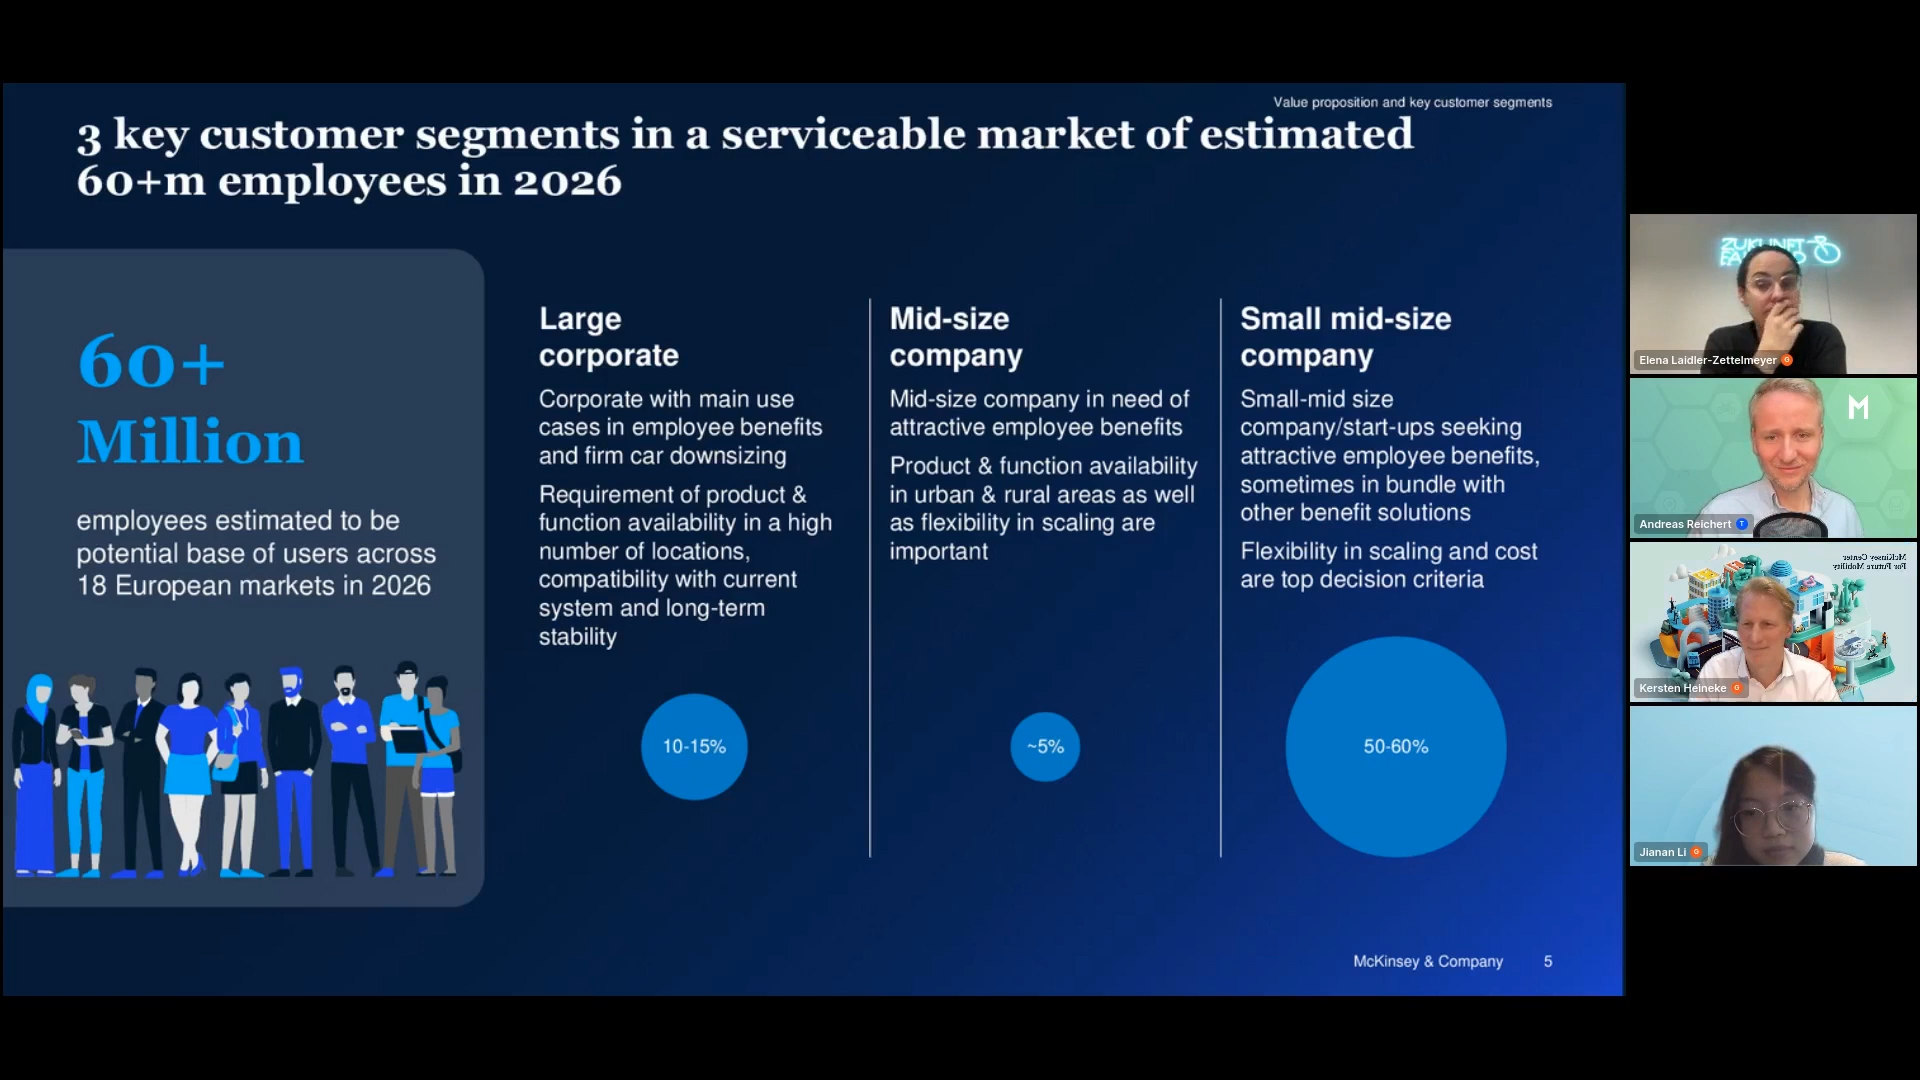 Value proposition and key customer segments
3 key customer segments in a serviceable market of estimated
60+m employees in 2026
60+
Million
employees estimated to be
potential base of users across
18 European markets in 2026
Large
corporate
Corporate with main use
cases in employee benefits
and firm car downsizing
Requirement of product &
function availability in a high
number of locations,
compatibility with current
system and long-term
stability
10-15%
Mid-size
company
Mid-size company in need of
attractive employee benefits
Product & function availability
in urban & rural areas as well
as flexibility in scaling are
important
~5%
Small mid-size
company
Small-mid size
company/start-ups seeking
attractive employee benefits,
sometimes in bundle with
other benefit solutions
Flexibility in scaling and cost
are top decision criteria
50-60%
McKinsey & Company 5
ZUKUNFT
Elena Laidler-Zettelmeyer G
M
Andreas Reichert T
McKinsey Center
For Future Mobility
Kersten Heineke G
Jianan Li G